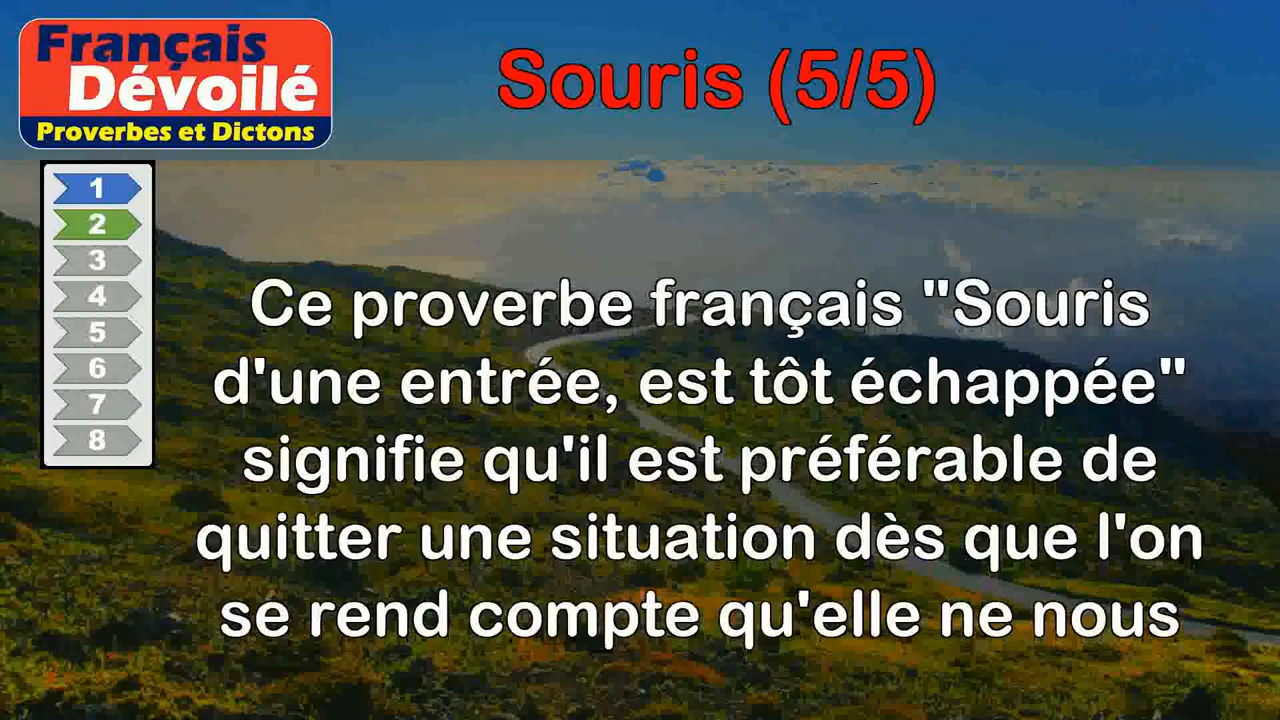 Français
Dévoilé
Proverbes et Dictons
Souris (5/5)
1
2
3
4
5
6
7
8
Ce proverbe français "Souris
d'une entrée, est tôt échappée"
signifie qu'il est préférable de
quitter une situation dès que l'on
se rend compte qu'elle ne nous